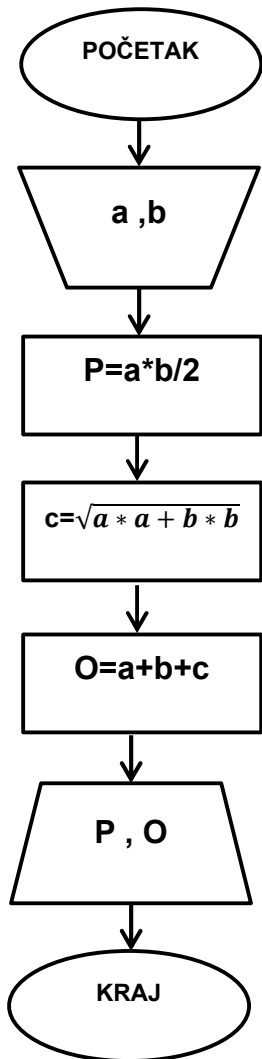 POČETAK
a ,b
P=a*b/2
c=√a * a + b * b
O=a+b+c
P , O
KRAJ